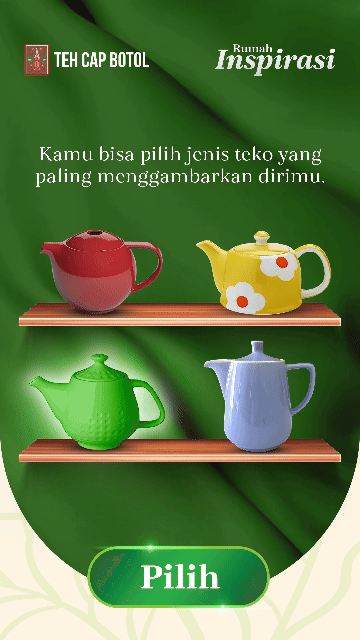 TEH CAP BOTOL
Rumah
Inspirasi
Kamu bisa pilih jenis teko yang
paling menggambarkan dirimu.
Pilih